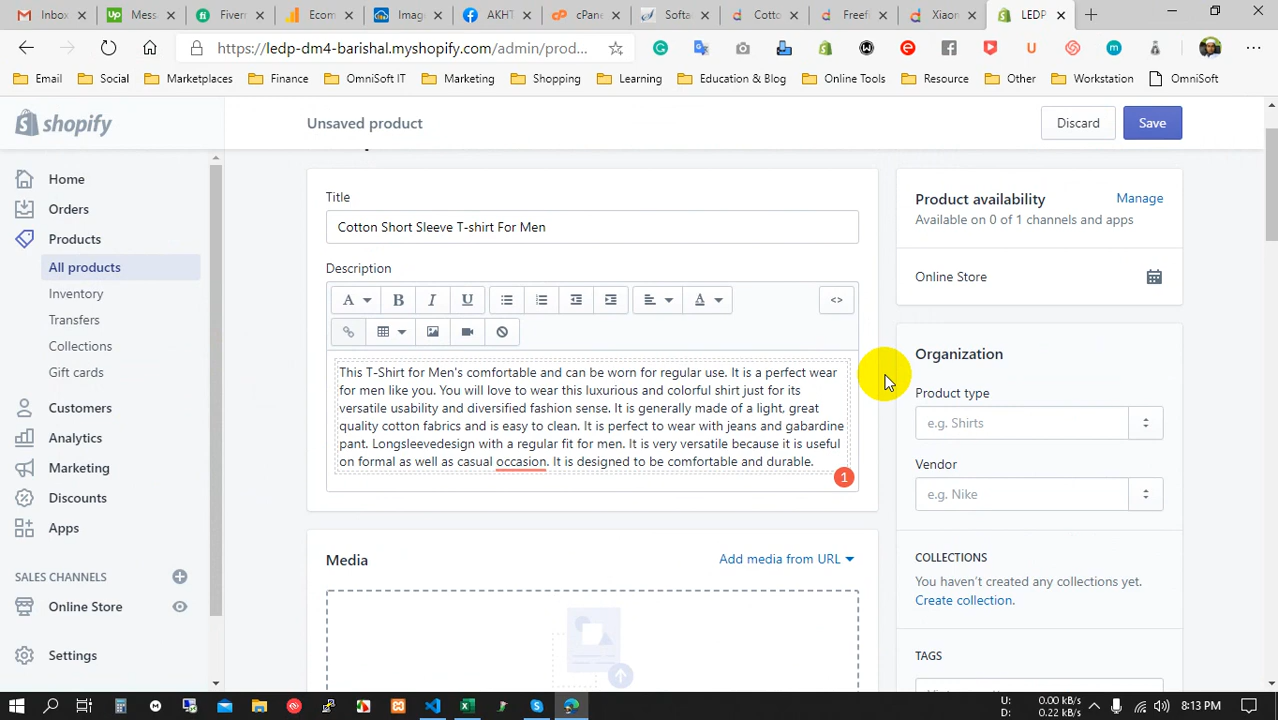 Inbox
Mess
Fiverr
Ecom
Imag
AKHT
cPane
Softa
Cotto
Freefi
Xiaon
LEDP
https://ledp-dm4-barishal.myshopify.com/admin/prod...
Email
Social
Marketplaces
Finance
OmniSoft IT
Marketing
Shopping
Learning
Education & Blog
Online Tools
Resource
Other
Workstation
OmniSoft
shopify
Unsaved product
Discard
Save
Home
Orders
Products
All products
Inventory
Transfers
Collections
Gift cards
Customers
Analytics
Marketing
Discounts
Apps
SALES CHANNELS
Online Store
Settings
Title
Cotton Short Sleeve T-shirt For Men
Description
This T-Shirt for Men's comfortable and can be worn for regular use. It is a perfect wear
for men like you. You will love to wear this luxurious and colorful shirt just for its
versatile usability and diversified fashion sense. It is generally made of a light, great
quality cotton fabrics and is easy to clean. It is perfect to wear with jeans and gabardine
pant. Longsleevedesign with a regular fit for men. It is very versatile because it is useful
on formal as well as casual occasion. It is designed to be comfortable and durable.
1
Media
Add media from URL
Product availability
Manage
Available on 0 of 1 channels and apps
Online Store
Organization
Product type
e.g. Shirts
Vendor
e.g. Nike
COLLECTIONS
You haven't created any collections yet.
Create collection.
TAGS
U: 0.00 kB/s
D: 0.22 kB/s
8:13 PM